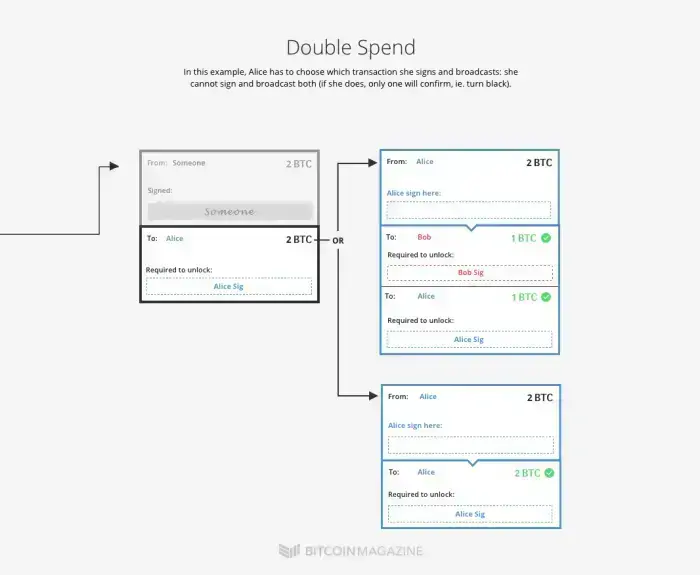 Double Spend
In this example, Alice has to choose which transaction she signs and broadcasts: she
cannot sign and broadcast both (if she does, only one will confirm, ie. turn black).
From: Someone 2 BTC
Signed:
Someone
To: Alice 2 BTC
Required to unlock:
Alice Sig
OR
From: Alice 2 BTC
Alice sign here:
To: Bob 1 BTC
Required to unlock:
Bob Sig
To: Alice 1 BTC
Required to unlock:
Alice Sig
From: Alice 2 BTC
Alice sign here:
To: Alice 2 BTC
Required to unlock:
Alice Sig
BITCOINMAGAZINE